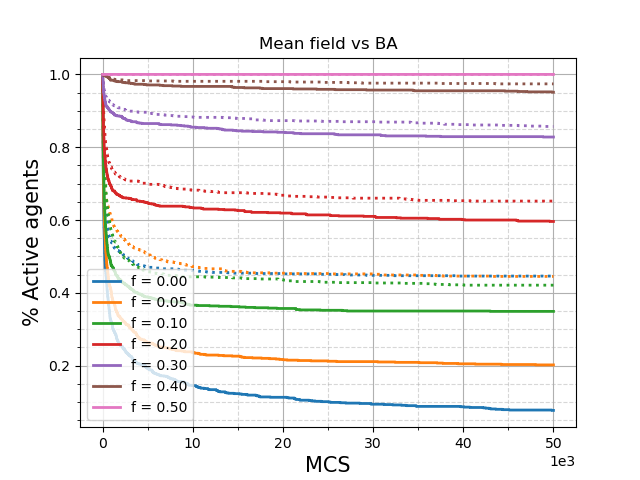 Mean field vs BA
% Active agents
1.0
0.8
0.6
0.4
0.2
f = 0.00
f = 0.05
f = 0.10
f = 0.20
f = 0.30
f = 0.40
f = 0.50
0 10 20 30 40 50
1e3
MCS